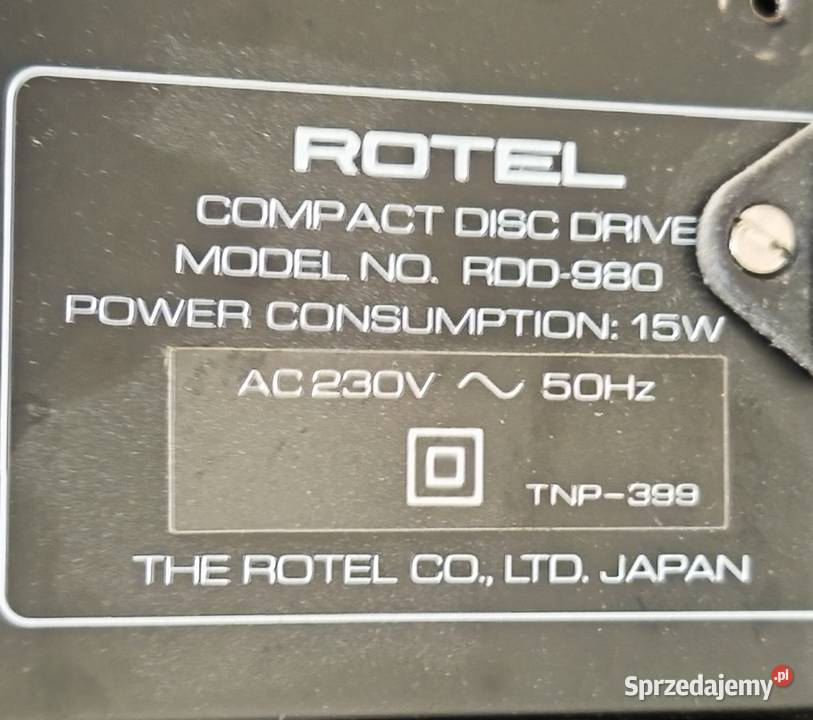 ROTEL
COMPACT DISC DRIVE
MODEL NO. RDD-980
POWER CONSUMPTION: 15W
AC 230V ~ 50Hz
TNP-399
THE ROTEL CO., LTD. JAPAN
Sprzedajemy.pl